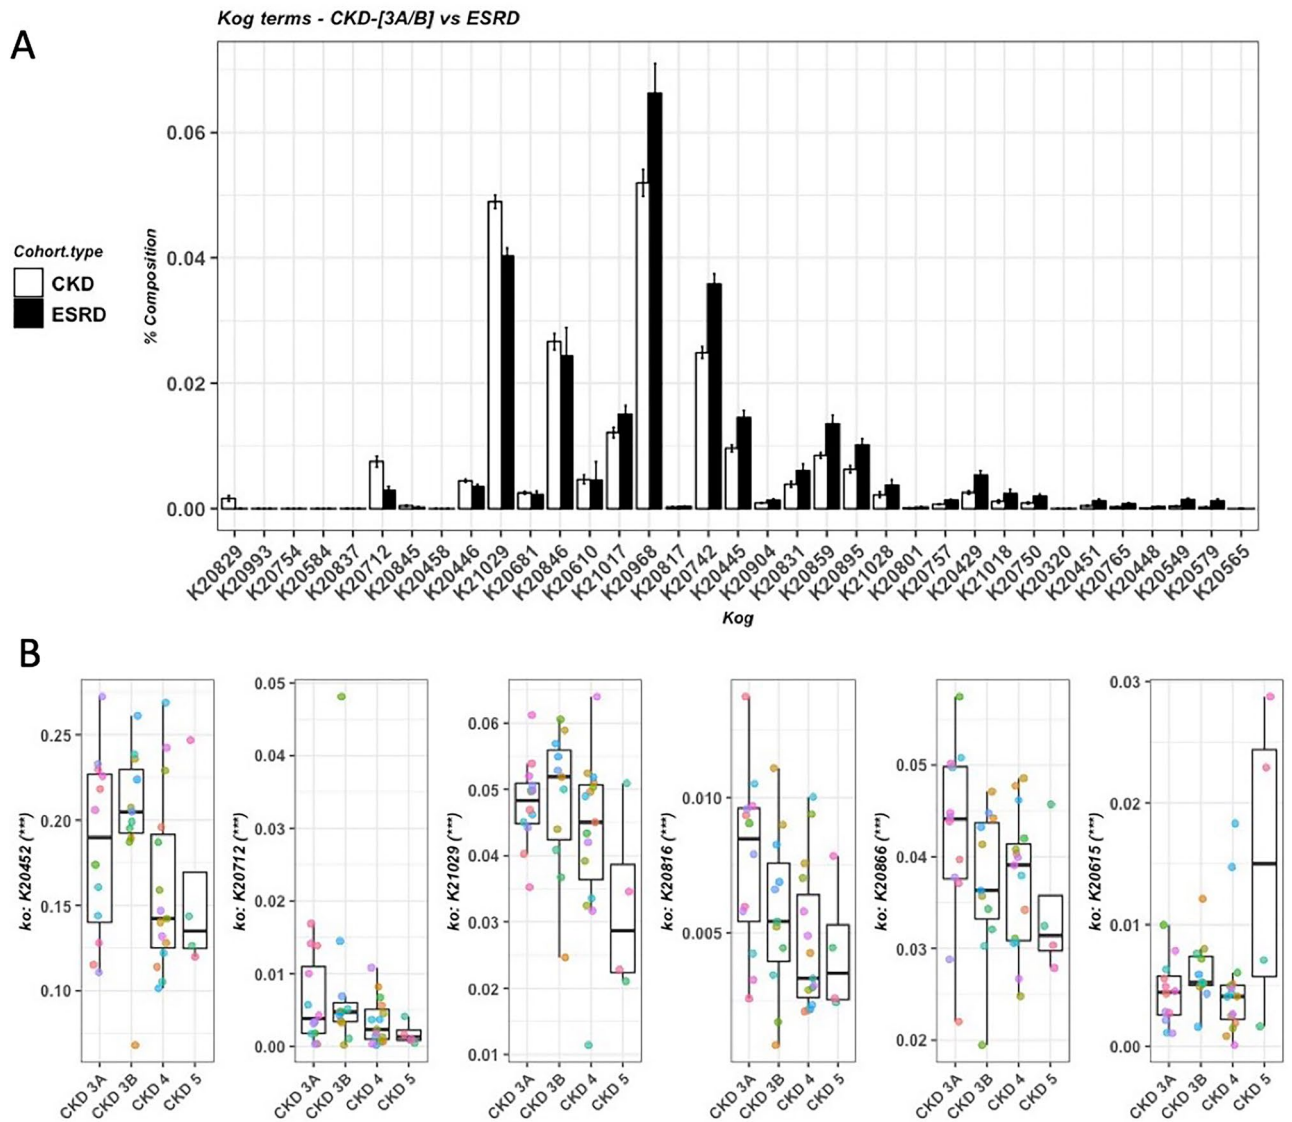 A
Kog terms - CKD-[3A/B] vs ESRD
Cohort.type
CKD
ESRD
% Composition
0.06
0.04
0.02
0.00
K20829
K20993
K20754
K20584
K20837
K20712
K20845
K20458
K20446
K21029
K20681
K20846
K20610
K21017
K20968
K20817
K20742
K20445
K20904
K20831
K20859
K20895
K21028
K20801
K20757
K20429
K21018
K20750
K20320
K20451
K20765
K20448
K20549
K20579
K20565
Kog
B
ko: K20452 (***)
0.25
0.20
0.15
0.10
CKD 3A
CKD 3B
CKD 4
CKD 5
ko: K20712 (***)
0.05
0.04
0.03
0.02
0.01
0.00
CKD 3A
CKD 3B
CKD 4
CKD 5
ko: K21029 (***)
0.06
0.05
0.04
0.03
0.02
0.01
CKD 3A
CKD 3B
CKD 4
CKD 5
ko: K20816 (***)
0.010
0.005
CKD 3A
CKD 3B
CKD 4
CKD 5
ko: K20866 (***)
0.05
0.04
0.03
0.02
CKD 3A
CKD 3B
CKD 4
CKD 5
ko: K20615 (***)
0.03
0.02
0.01
0.00
CKD 3A
CKD 3B
CKD 4
CKD 5